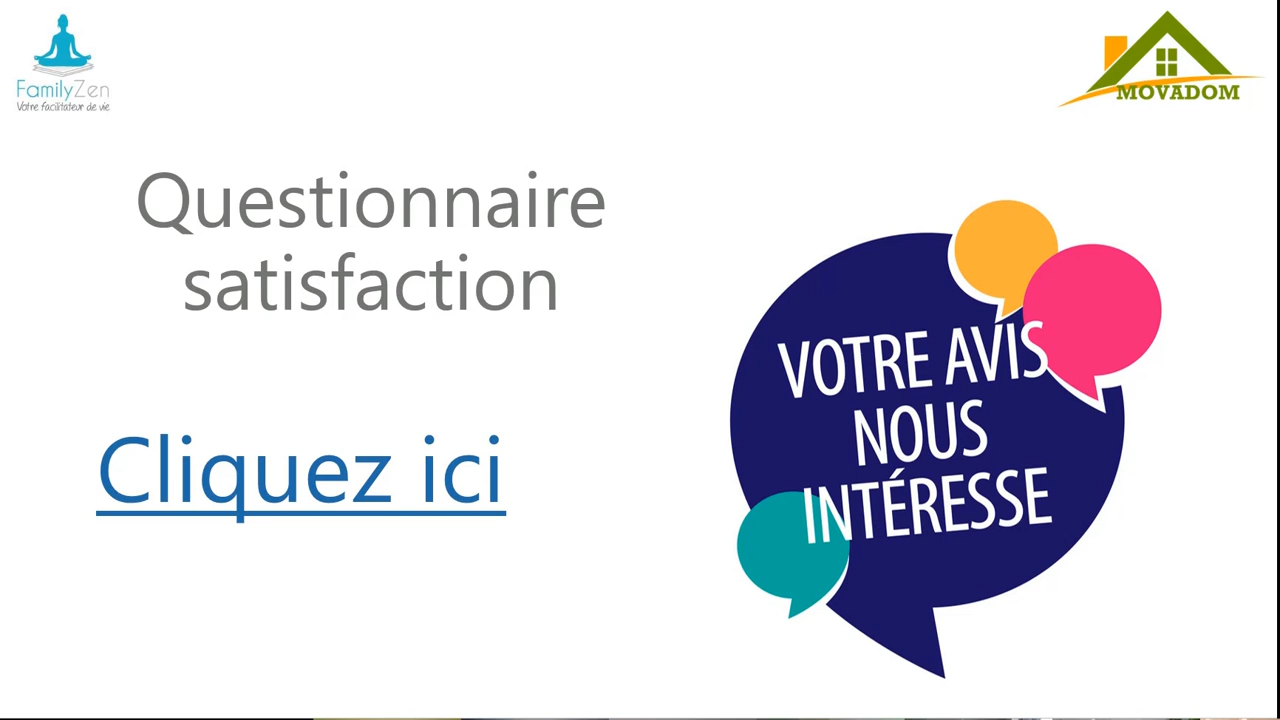 FamilyZen
Votre facilitateur de vie
MOVADOM
Questionnaire
satisfaction
Cliquez ici
VOTRE AVIS
NOUS
INTÉRESSE